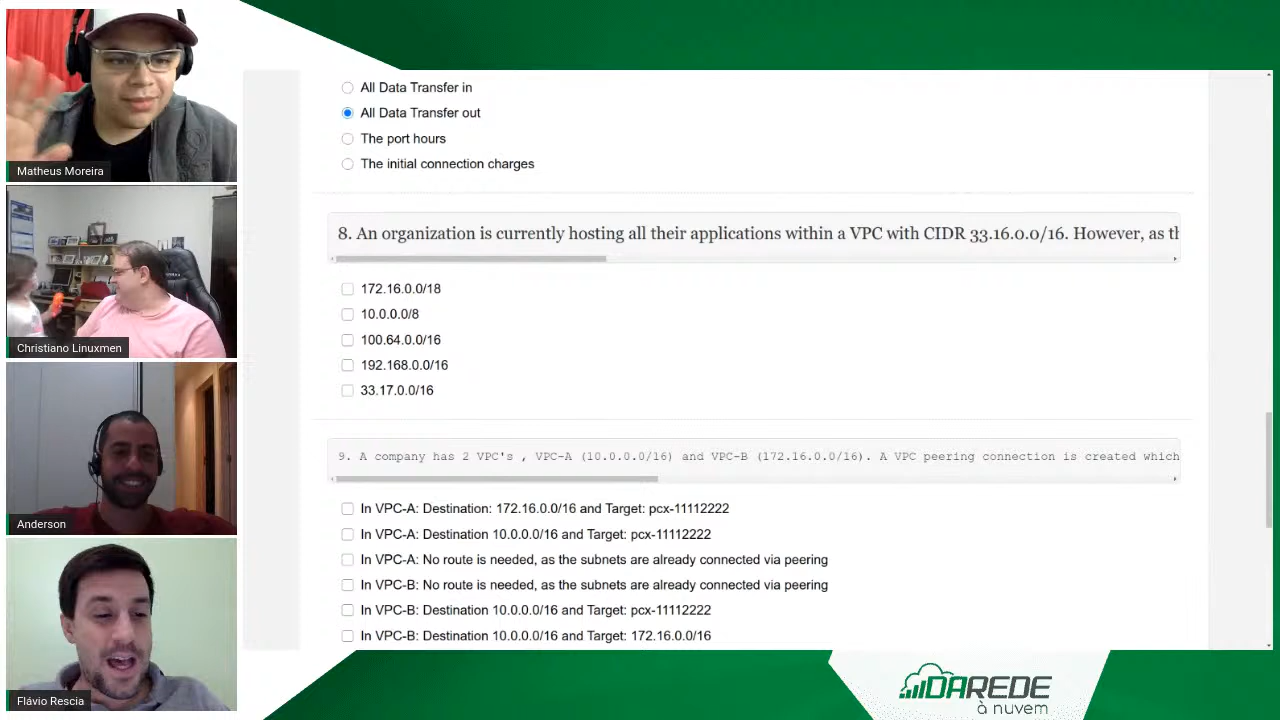 Matheus Moreira
Christiano Linuxmen
Anderson
Flávio Rescia
All Data Transfer in
All Data Transfer out
The port hours
The initial connection charges
8. An organization is currently hosting all their applications within a VPC with CIDR 33.16.0.0/16. However, as th
172.16.0.0/18
10.0.0.0/8
100.64.0.0/16
192.168.0.0/16
33.17.0.0/16
9. A company has 2 VPC's , VPC-A (10.0.0.0/16) and VPC-B (172.16.0.0/16). A VPC peering connection is created which
In VPC-A: Destination: 172.16.0.0/16 and Target: pcx-11112222
In VPC-A: Destination 10.0.0.0/16 and Target: pcx-11112222
In VPC-A: No route is needed, as the subnets are already connected via peering
In VPC-B: No route is needed, as the subnets are already connected via peering
In VPC-B: Destination 10.0.0.0/16 and Target: pcx-11112222
In VPC-B: Destination 10.0.0.0/16 and Target: 172.16.0.0/16
DAREDE
à nuvem